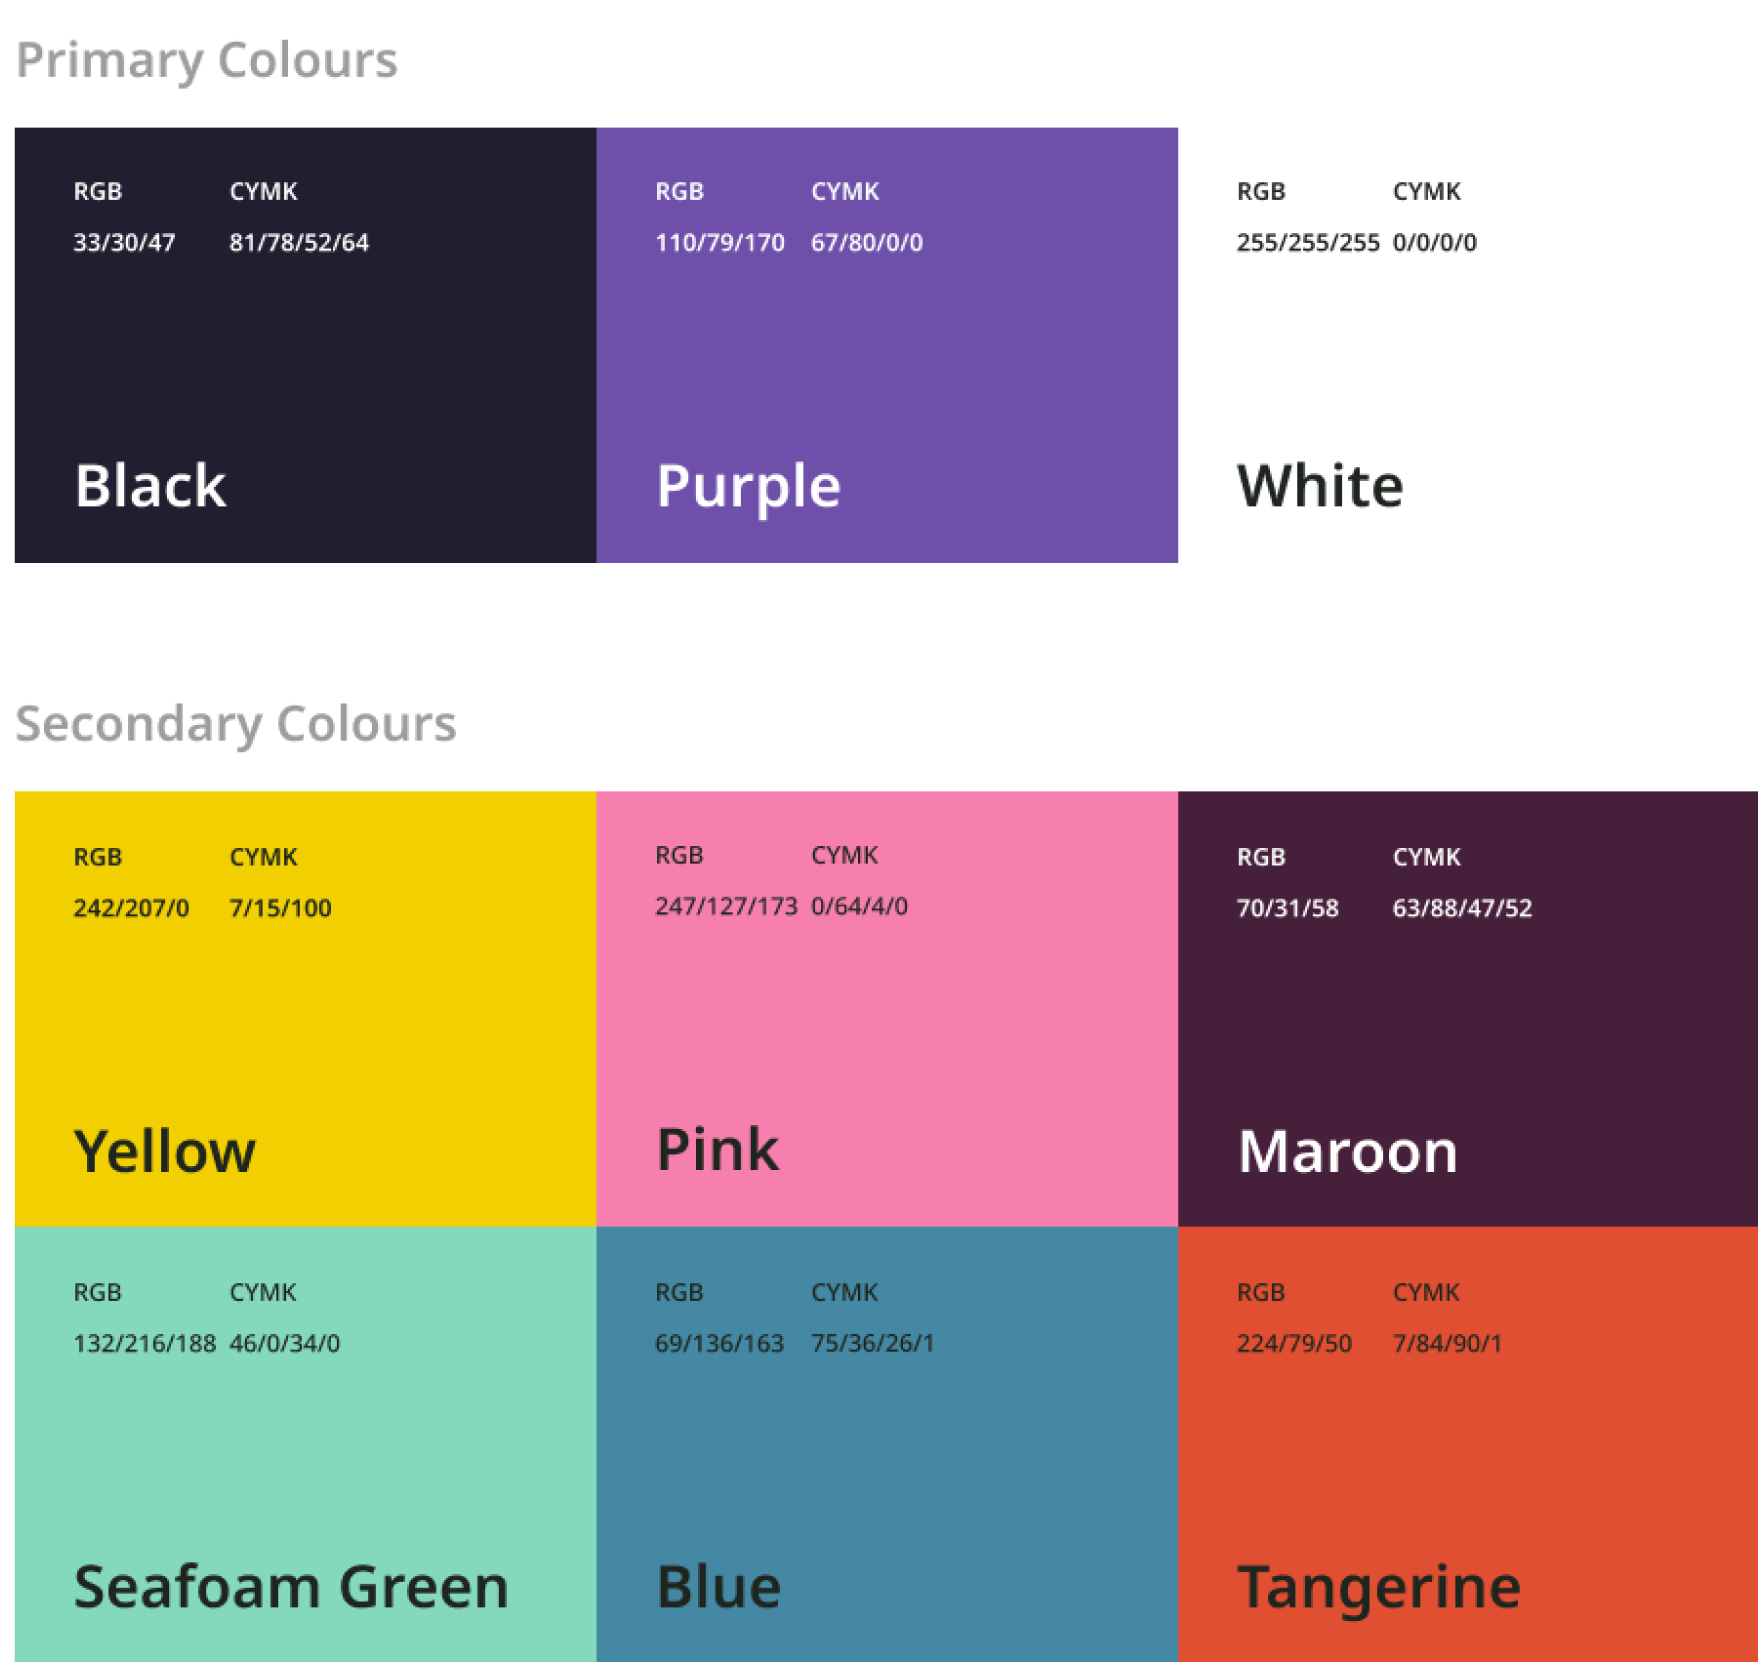 Primary Colours
RGB CYMK
33/30/47 81/78/52/64
Black
RGB CYMK
110/79/170 67/80/0/0
Purple
RGB CYMK
255/255/255 0/0/0/0
White
Secondary Colours
RGB CYMK
242/207/0 7/15/100
Yellow
RGB CYMK
247/127/173 0/64/4/0
Pink
RGB CYMK
70/31/58 63/88/47/52
Maroon
RGB CYMK
132/216/188 46/0/34/0
Seafoam Green
RGB CYMK
69/136/163 75/36/26/1
Blue
RGB CYMK
224/79/50 7/84/90/1
Tangerine